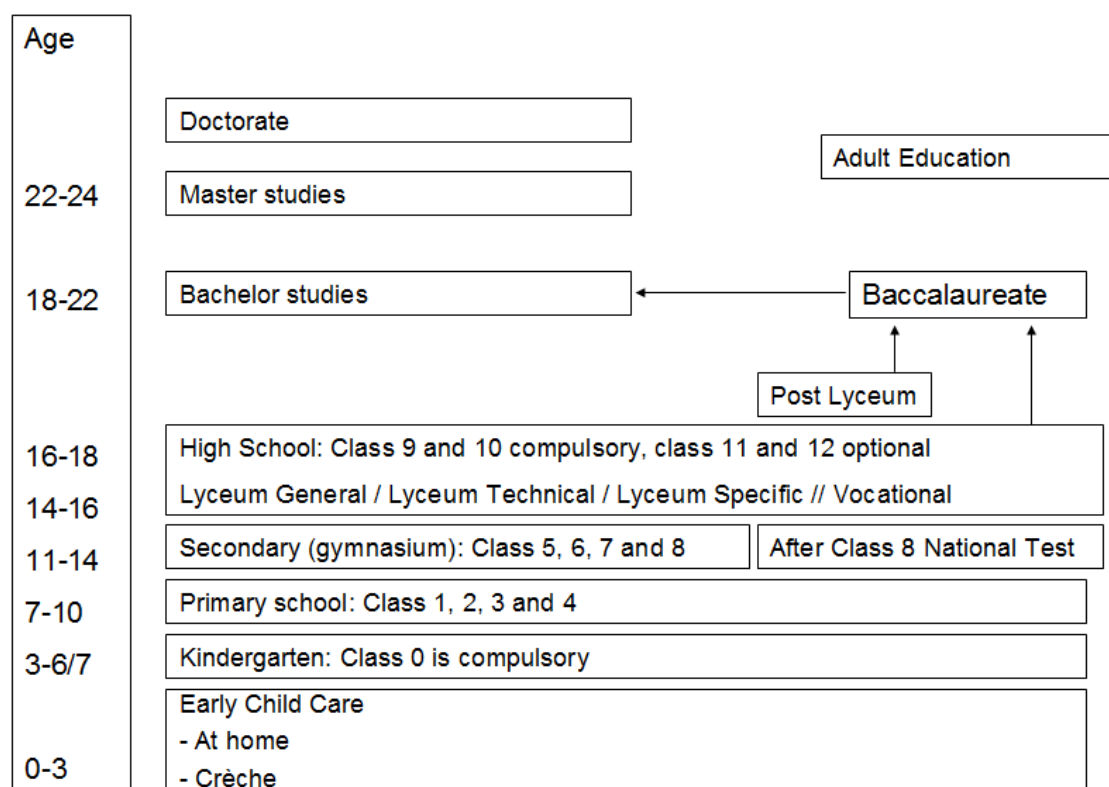 Age
Doctorate
Adult Education
22-24
Master studies
18-22
Bachelor studies
Baccalaureate
Post Lyceum
16-18
High School: Class 9 and 10 compulsory, class 11 and 12 optional
14-16
Lyceum General / Lyceum Technical / Lyceum Specific // Vocational
11-14
Secondary (gymnasium): Class 5, 6, 7 and 8
After Class 8 National Test
7-10
Primary school: Class 1, 2, 3 and 4
3-6/7
Kindergarten: Class 0 is compulsory
Early Child Care
- At home
0-3
- Crèche